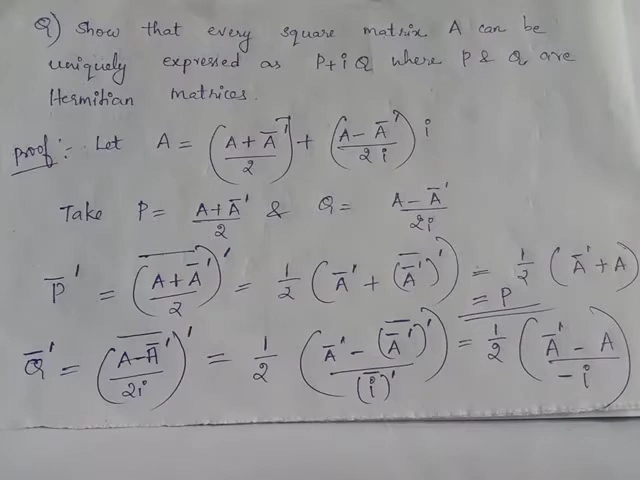 Q) Show that every square matrix A can be
uniquely expressed as P+iQ where P & Q are
Hermitian matrices.
Proof:- Let A = ((A+A̅')/2) + ((A-A̅')/2i) i
Take P = (A+A̅')/2 & Q = (A-A̅')/2i
P̅' = (‾(A+A̅')/2‾)' = 1/2 (A̅' + (‾A̅'‾)') = 1/2 (A̅'+A)
= P
Q̅' = (‾(A-A̅')/2i‾)' = 1/2 ((A̅' - (‾A̅'‾)')/(i̅)') = 1/2 ((A̅' - A)/-i)